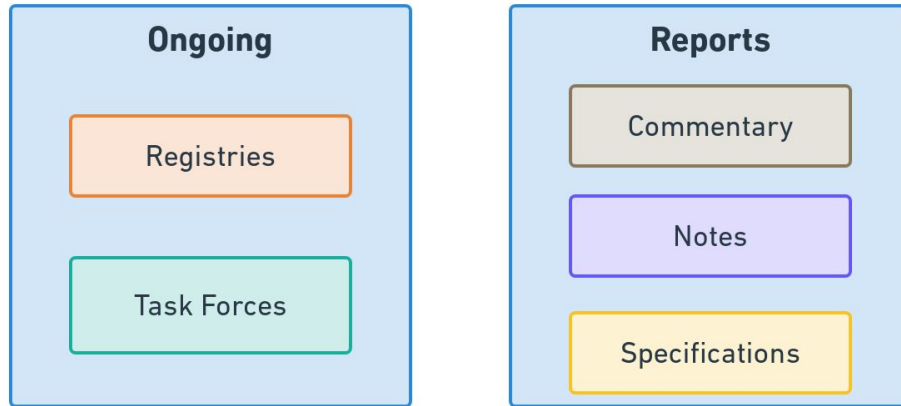 Ongoing
Registries
Task Forces
Reports
Commentary
Notes
Specifications